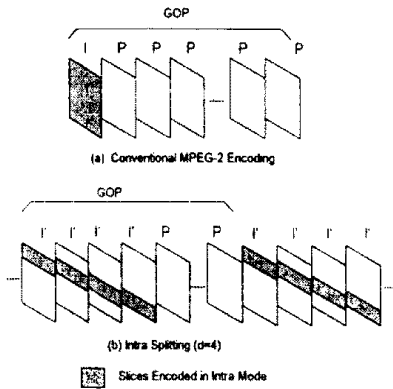 GOP
I P P P P P
(a) Conventional MPEG-2 Encoding
GOP
I' I' I' I' P P I' I' I' I'
(b) Intra Splitting (d=4)
Slices Encoded in Intra Mode